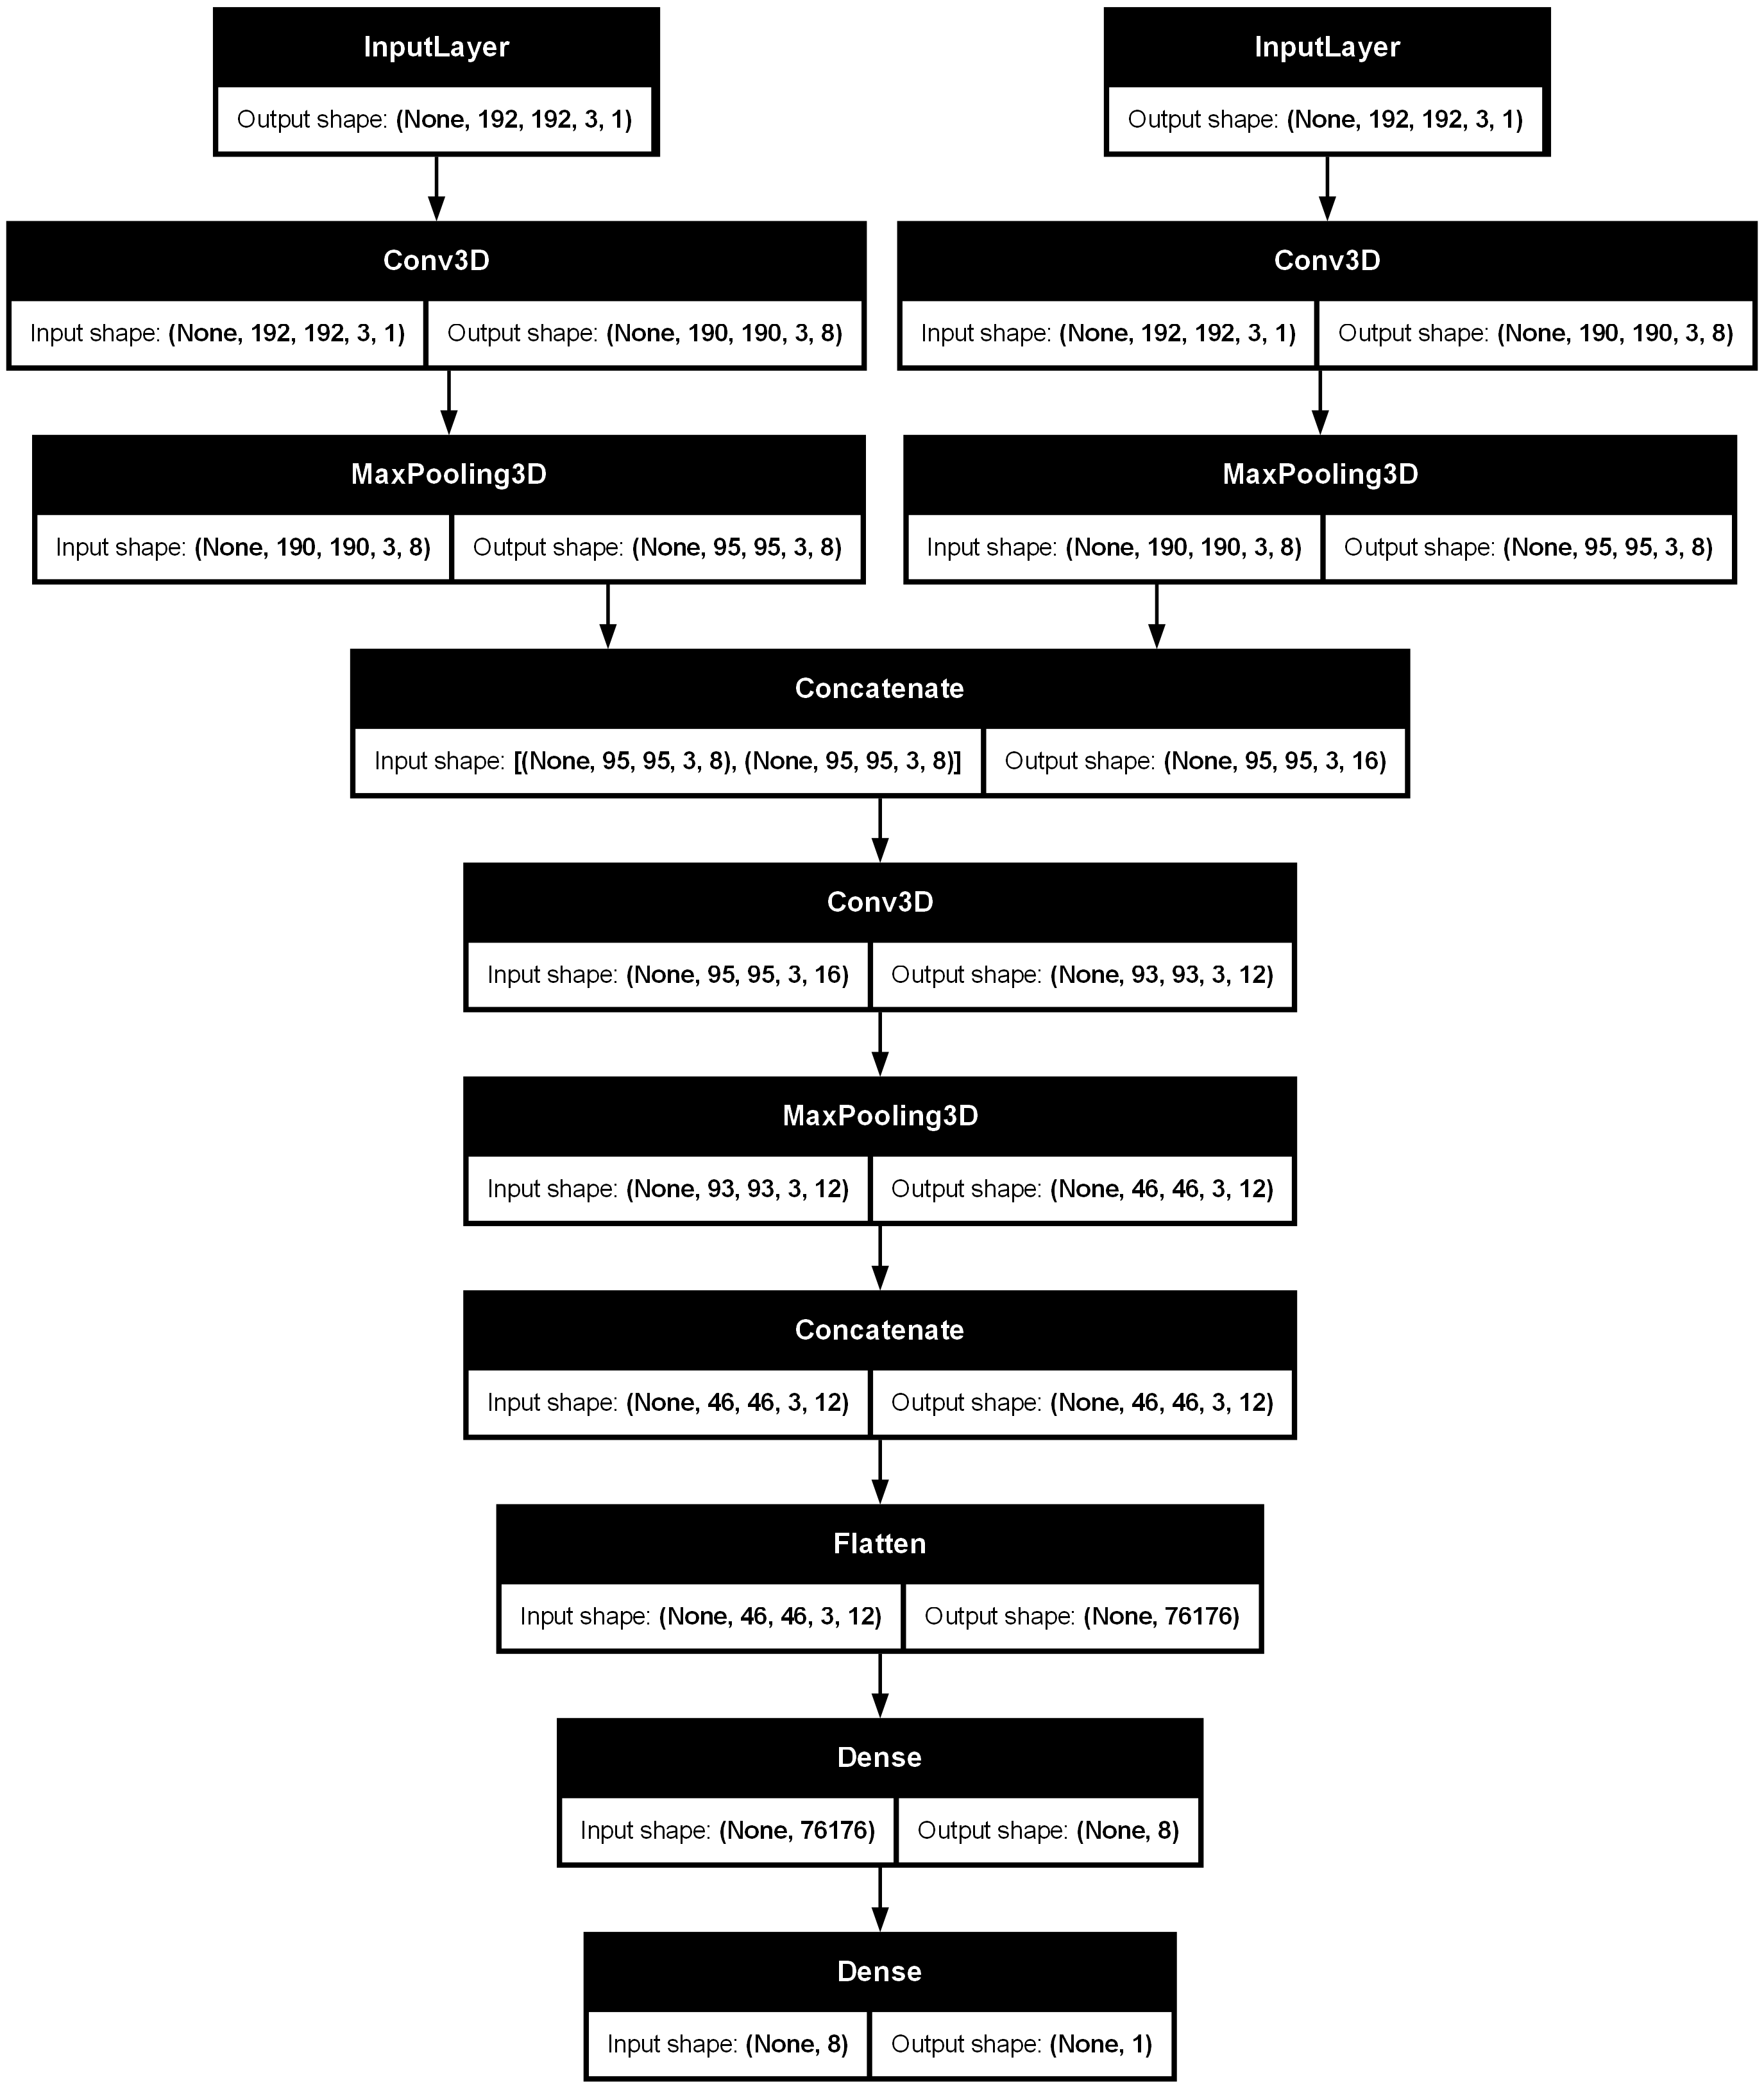 InputLayer
Output shape: (None, 192, 192, 3, 1)
InputLayer
Output shape: (None, 192, 192, 3, 1)
Conv3D
Input shape: (None, 192, 192, 3, 1) Output shape: (None, 190, 190, 3, 8)
Conv3D
Input shape: (None, 192, 192, 3, 1) Output shape: (None, 190, 190, 3, 8)
MaxPooling3D
Input shape: (None, 190, 190, 3, 8) Output shape: (None, 95, 95, 3, 8)
MaxPooling3D
Input shape: (None, 190, 190, 3, 8) Output shape: (None, 95, 95, 3, 8)
Concatenate
Input shape: [(None, 95, 95, 3, 8), (None, 95, 95, 3, 8)] Output shape: (None, 95, 95, 3, 16)
Conv3D
Input shape: (None, 95, 95, 3, 16) Output shape: (None, 93, 93, 3, 12)
MaxPooling3D
Input shape: (None, 93, 93, 3, 12) Output shape: (None, 46, 46, 3, 12)
Concatenate
Input shape: (None, 46, 46, 3, 12) Output shape: (None, 46, 46, 3, 12)
Flatten
Input shape: (None, 46, 46, 3, 12) Output shape: (None, 76176)
Dense
Input shape: (None, 76176) Output shape: (None, 8)
Dense
Input shape: (None, 8) Output shape: (None, 1)